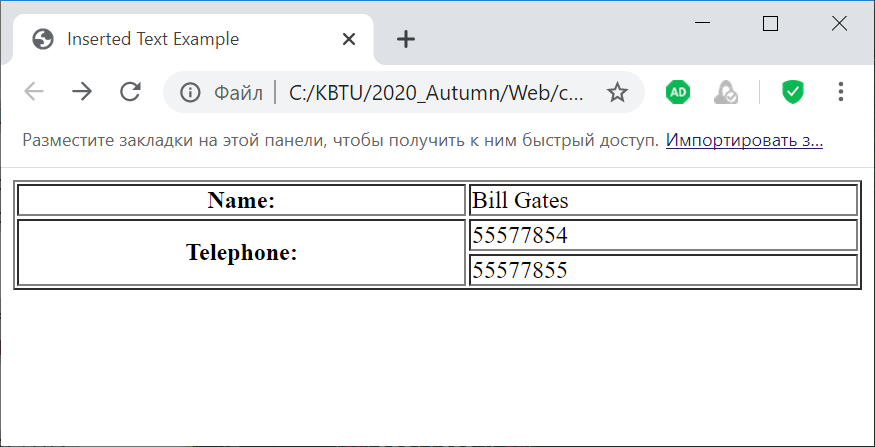 Inserted Text Example
Файл | C:/KBTU/2020_Autumn/Web/c...
AD
Разместите закладки на этой панели, чтобы получить к ним быстрый доступ. Импортировать з...
Name: Bill Gates
Telephone: 55577854
55577855